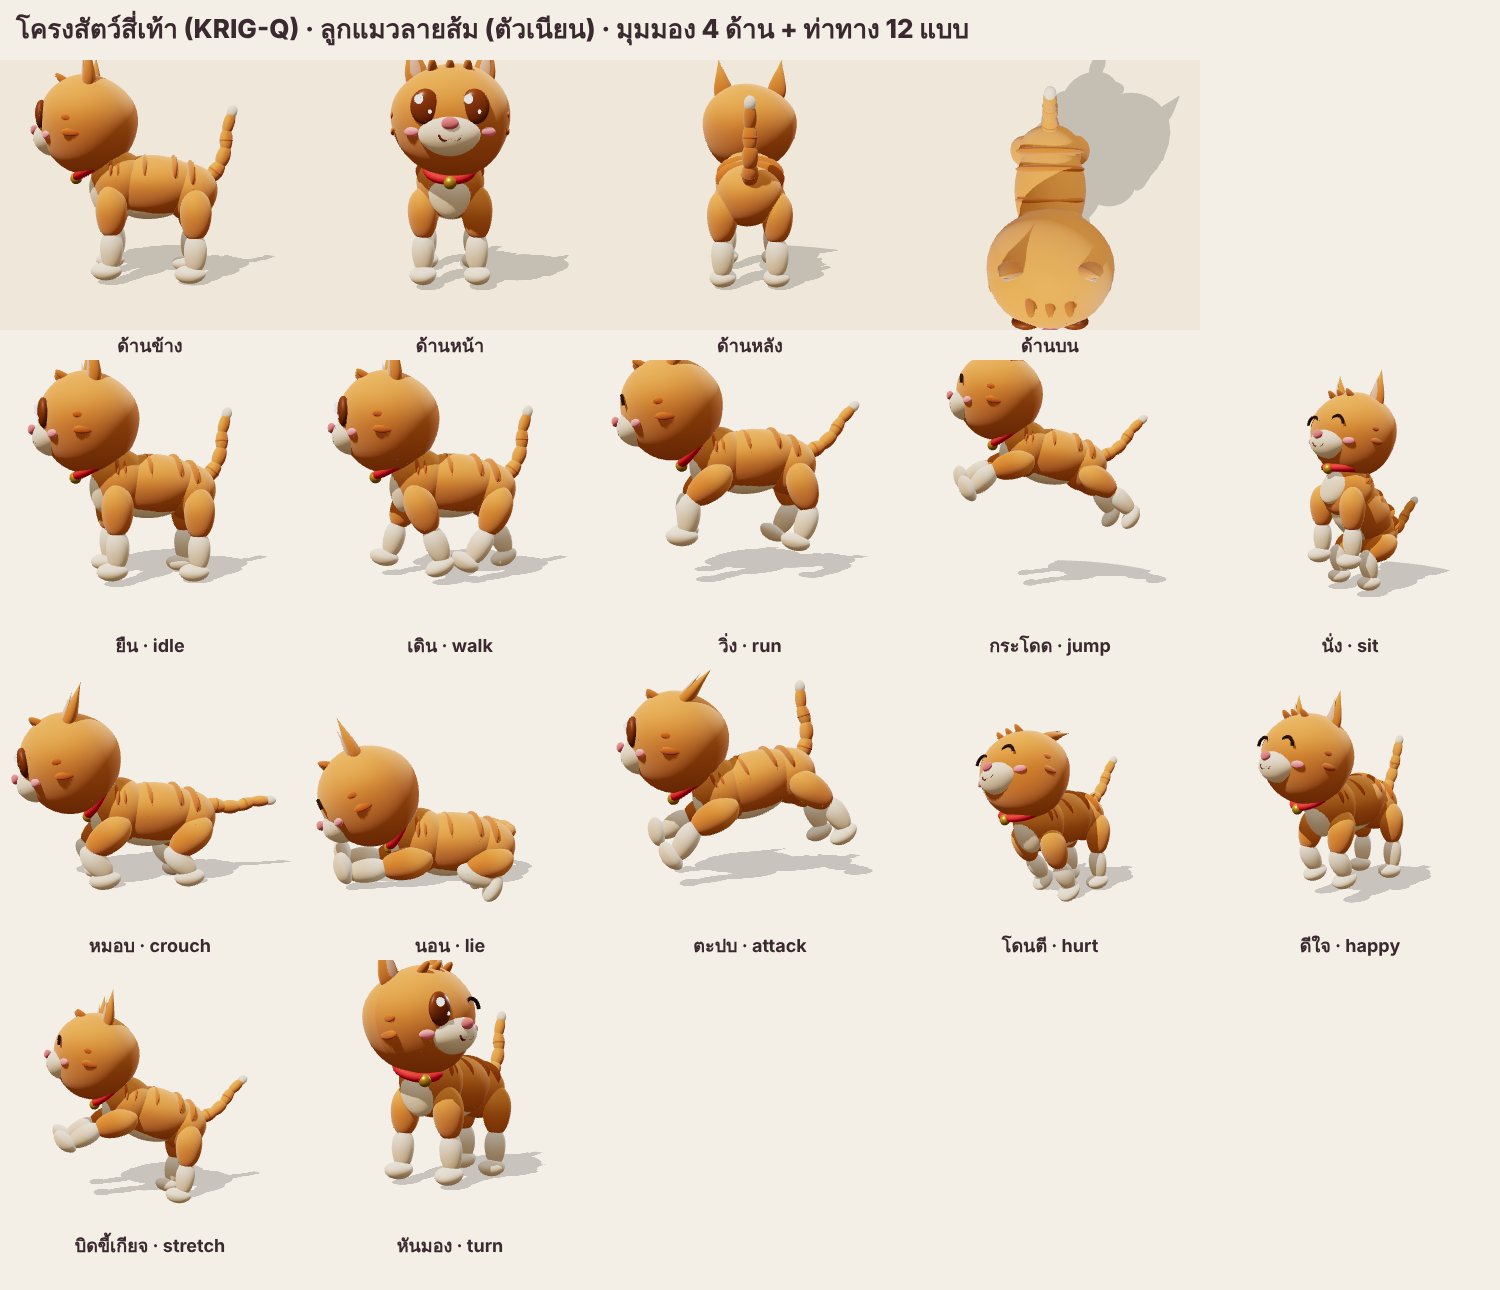 โครงสัตว์สี่เท้า (KRIG-Q) · ลูกแมวลายส้ม (ตัวเนียน) · มุมมอง 4 ด้าน + ท่าทาง 12 แบบ
ด้านข้าง
ด้านหน้า
ด้านหลัง
ด้านบน
ยืน · idle
เดิน · walk
วิ่ง · run
กระโดด · jump
นั่ง · sit
หมอบ · crouch
นอน · lie
ตะปบ · attack
โดนตี · hurt
ดีใจ · happy
บิดขี้เกียจ · stretch
หันมอง · turn